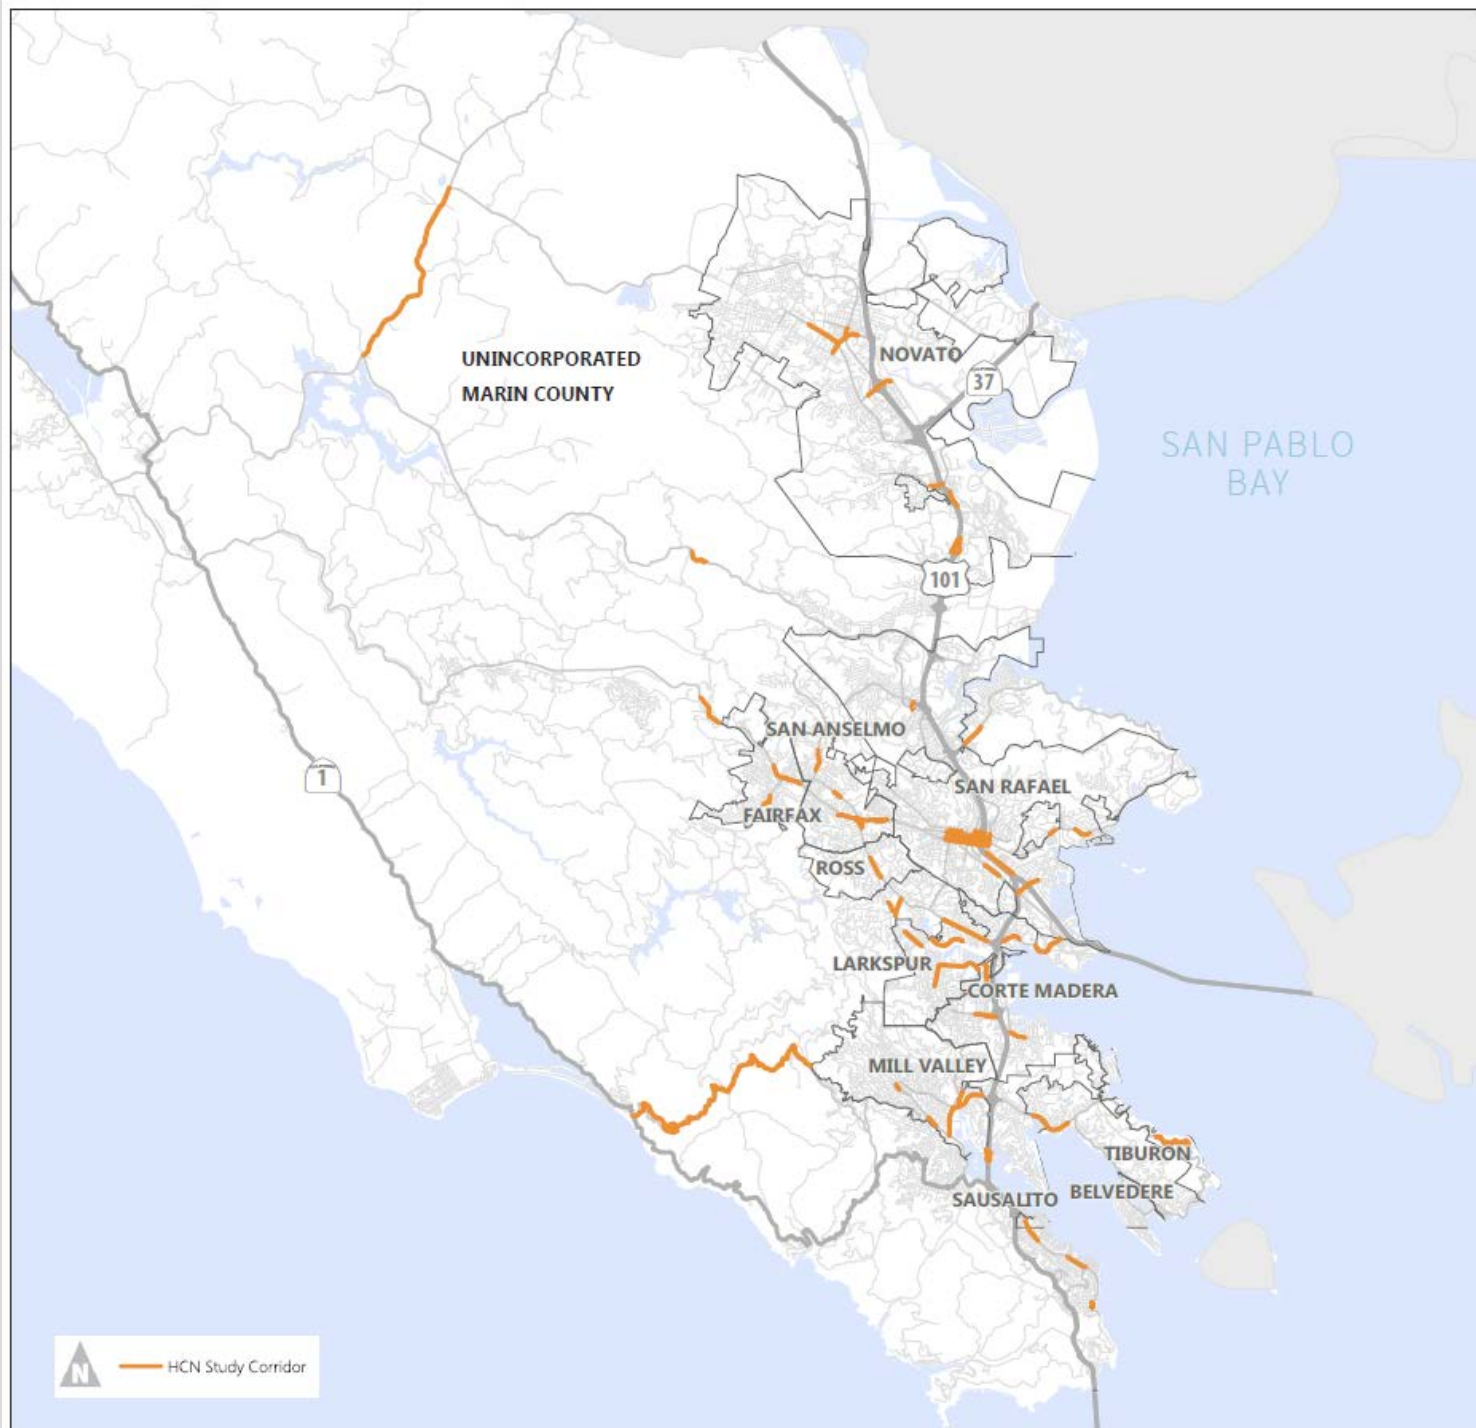 UNINCORPORATED
MARIN COUNTY
NOVATO
37
SAN PABLO
BAY
101
SAN ANSELMO
1
SAN RAFAEL
FAIRFAX
ROSS
LARKSPUR
CORTE MADERA
MILL VALLEY
TIBURON
SAUSALITO
BELVEDERE
N
HCN Study Corridor